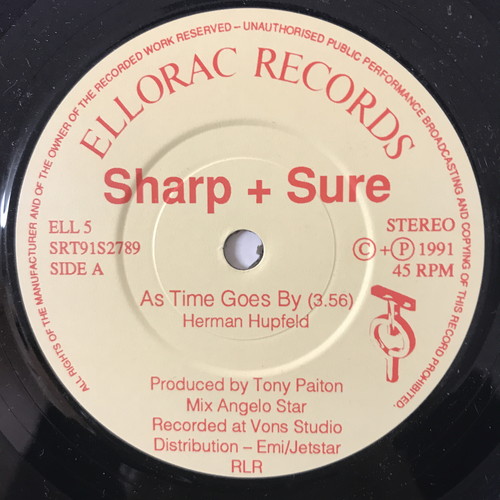 ALL RIGHTS OF THE MANUFACTURER AND OF THE OWNER OF THE RECORDED WORK RESERVED – UNAUTHORISED PUBLIC PERFORMANCE BROADCASTING AND COPYING OF THIS RECORD PROHIBITED.
ELLORAC RECORDS
Sharp + Sure
ELL 5
SRT91S2789
SIDE A
STEREO
© + ℗ 1991
45 RPM
As Time Goes By (3.56)
Herman Hupfeld
Produced by Tony Paiton
Mix Angelo Star
Recorded at Vons Studio
Distribution – Emi/Jetstar
RLR